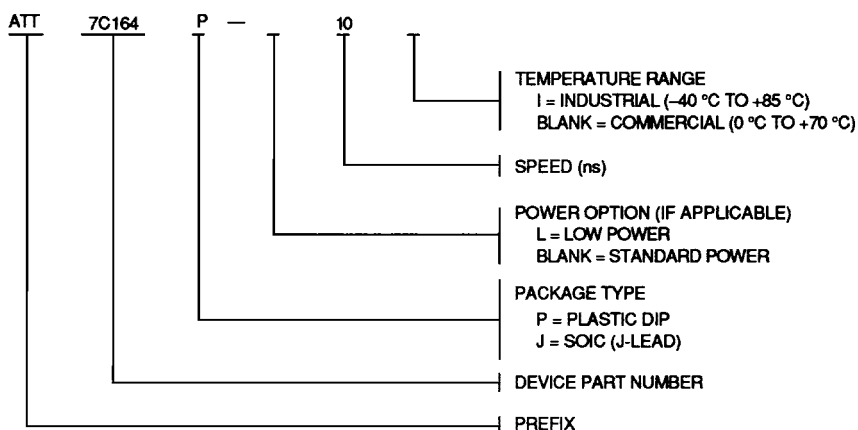 ATT 7C164 P — 10
TEMPERATURE RANGE
I = INDUSTRIAL (–40 °C TO +85 °C)
BLANK = COMMERCIAL (0 °C TO +70 °C)
SPEED (ns)
POWER OPTION (IF APPLICABLE)
L = LOW POWER
BLANK = STANDARD POWER
PACKAGE TYPE
P = PLASTIC DIP
J = SOIC (J-LEAD)
DEVICE PART NUMBER
PREFIX